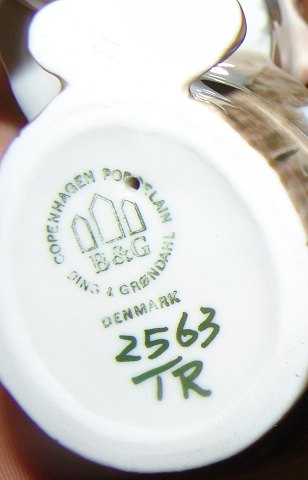 COPENHAGEN PORCELAIN
B&G
BING & GRØNDAHL
DENMARK
2563
TR